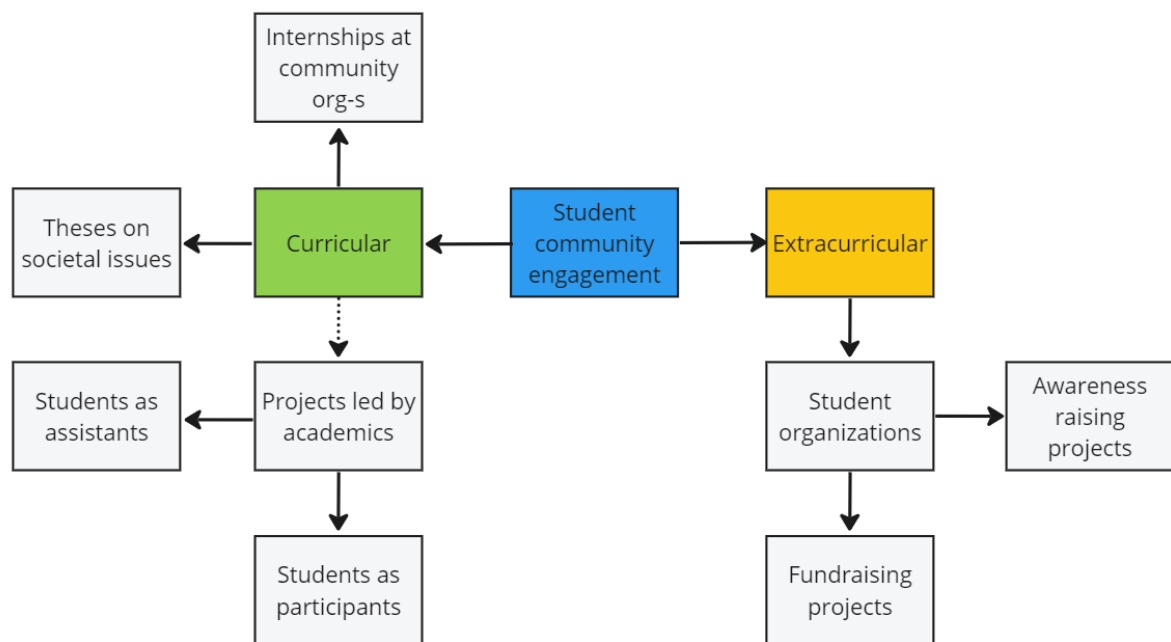 Internships at
community
org-s
Theses on
societal issues
Curricular
Student
community
engagement
Extracurricular
Students as
assistants
Projects led by
academics
Student
organizations
Awareness
raising
projects
Students as
participants
Fundraising
projects